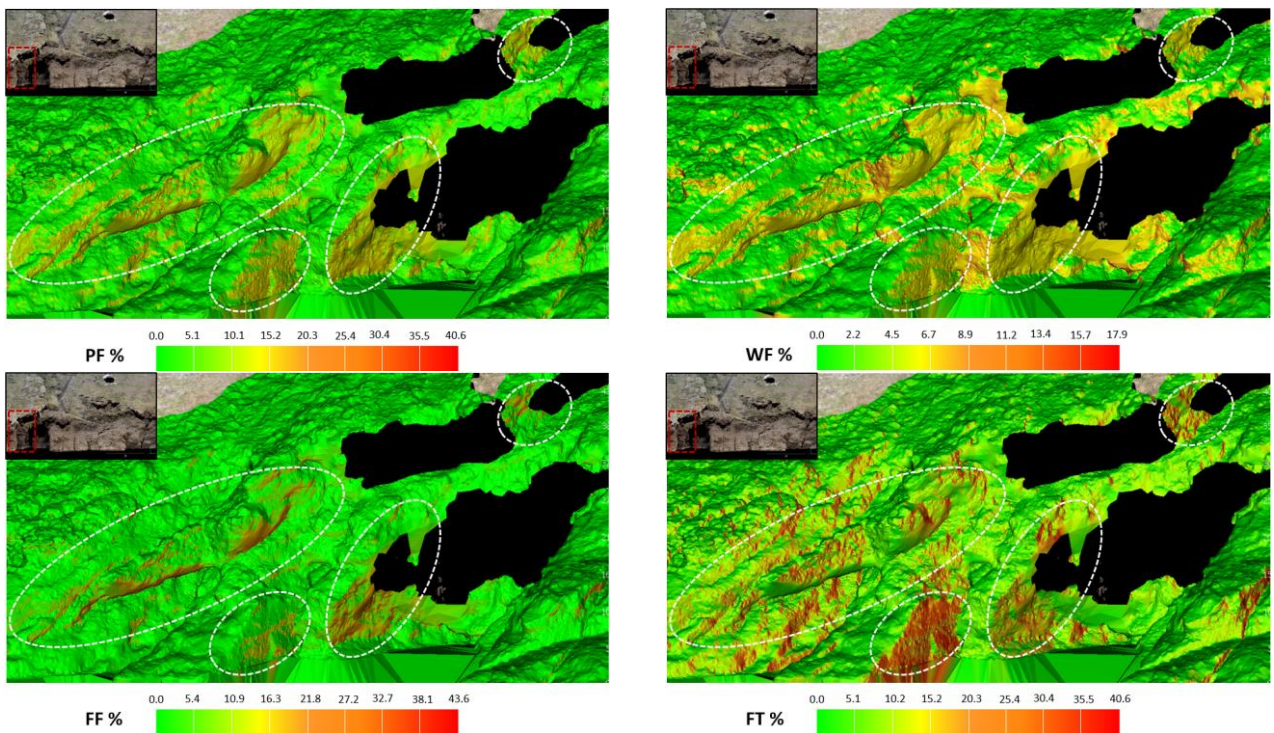 0.0 5.1 10.1 15.2 20.3 25.4 30.4 35.5 40.6
PF %
0.0 2.2 4.5 6.7 8.9 11.2 13.4 15.7 17.9
WF %
0.0 5.4 10.9 16.3 21.8 27.2 32.7 38.1 43.6
FF %
0.0 5.1 10.2 15.2 20.3 25.4 30.4 35.5 40.6
FT %